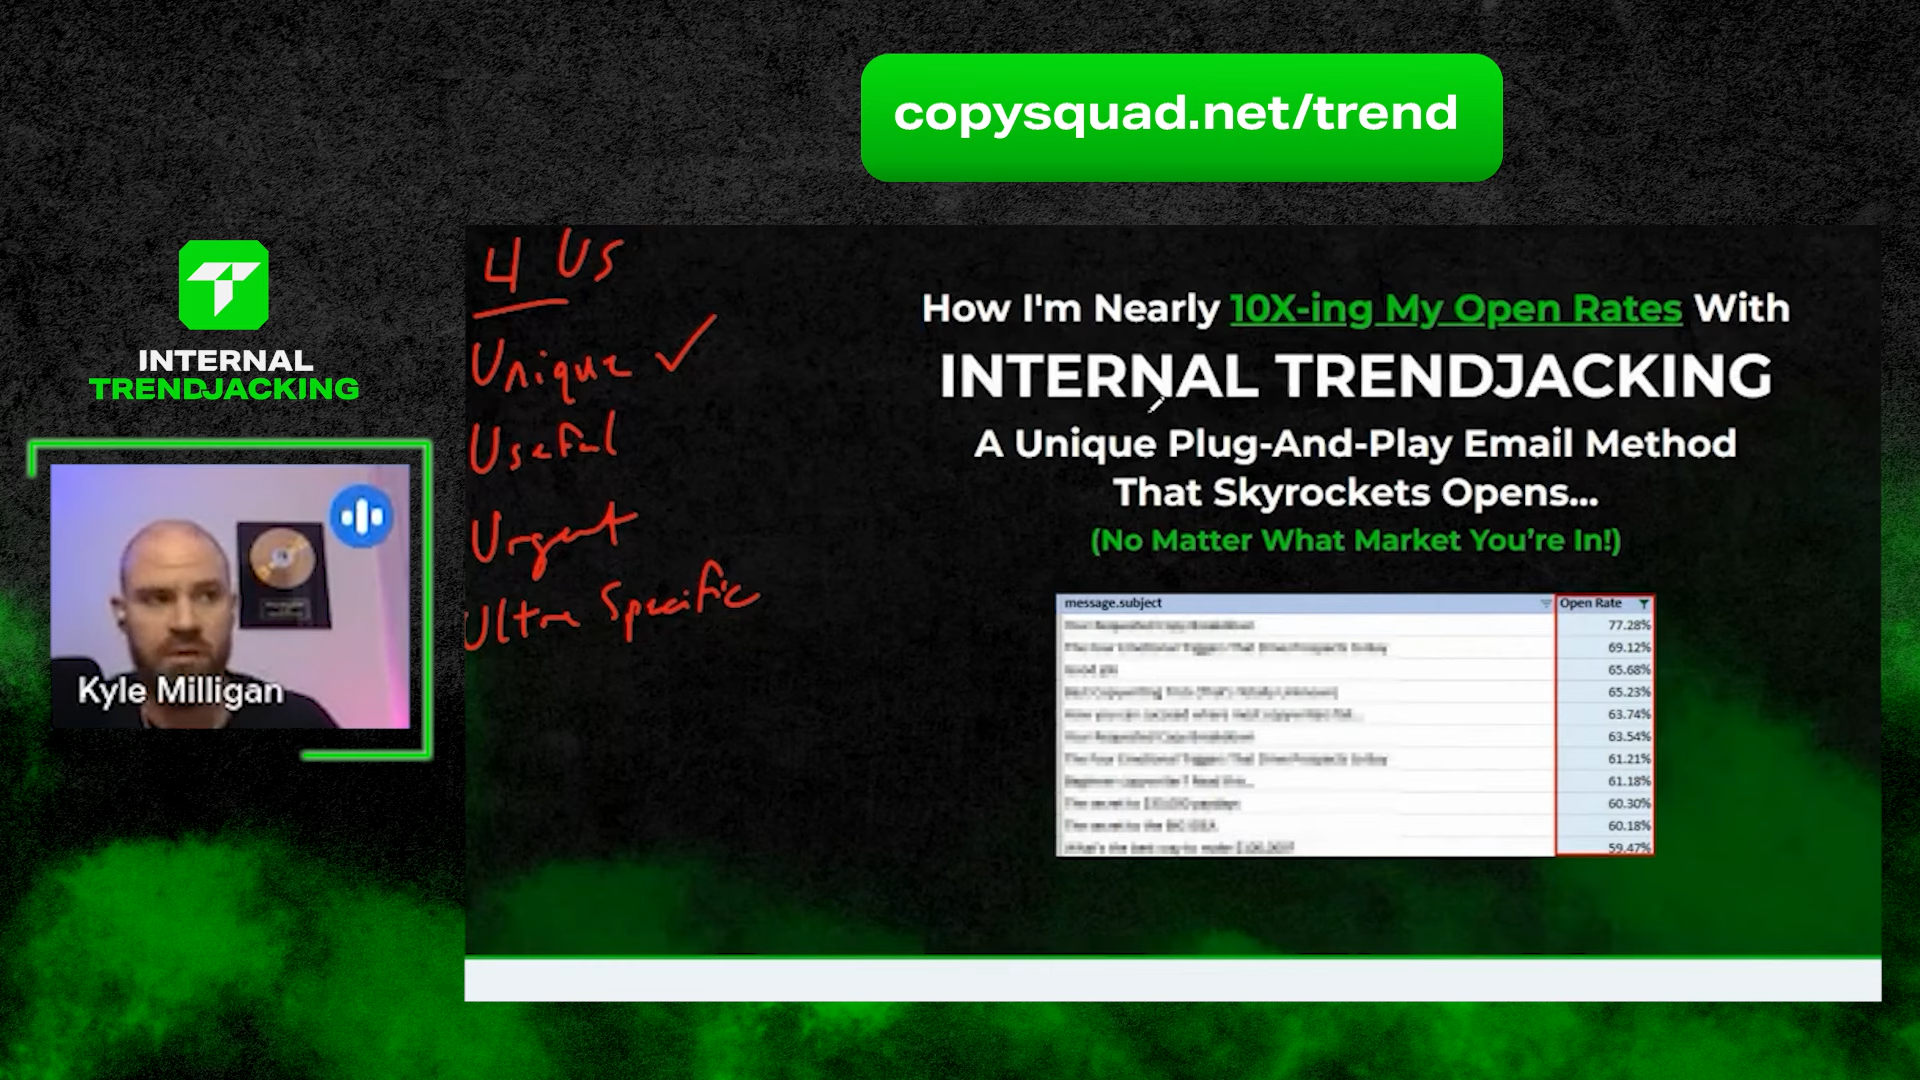 copysquad.net/trend
INTERNAL
TRENDJACKING
Kyle Milligan
4 Us
Unique ✓
Useful
Urgent
Ultra Specific
How I'm Nearly 10X-ing My Open Rates With
INTERNAL TRENDJACKING
A Unique Plug-And-Play Email Method
That Skyrockets Opens...
(No Matter What Market You're In!)
message.subject Open Rate
77.28%
69.12%
65.68%
65.23%
63.74%
63.54%
61.21%
61.18%
60.30%
60.18%
59.47%